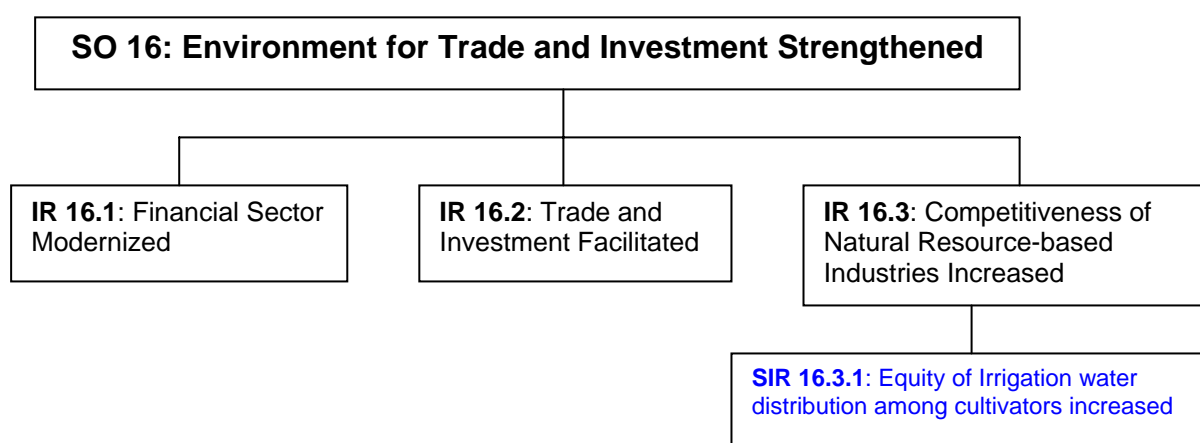 SO 16: Environment for Trade and Investment Strengthened
IR 16.1: Financial Sector
Modernized
IR 16.2: Trade and
Investment Facilitated
IR 16.3: Competitiveness of
Natural Resource-based
Industries Increased
SIR 16.3.1: Equity of Irrigation water
distribution among cultivators increased